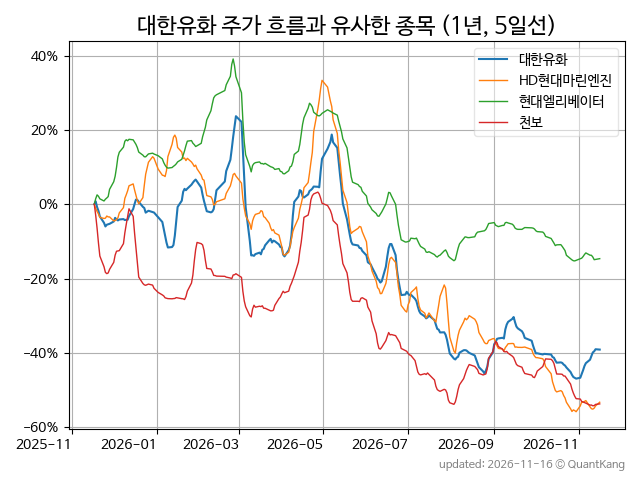 대한유화 주가 흐름과 유사한 종목 (1년, 5일선)
대한유화
HD현대마린엔진
현대엘리베이터
천보
40%
20%
0%
−20%
−40%
−60%
2025−11
2026−01
2026−03
2026−05
2026−07
2026−09
2026−11
updated: 2026-11-16 © QuantKang